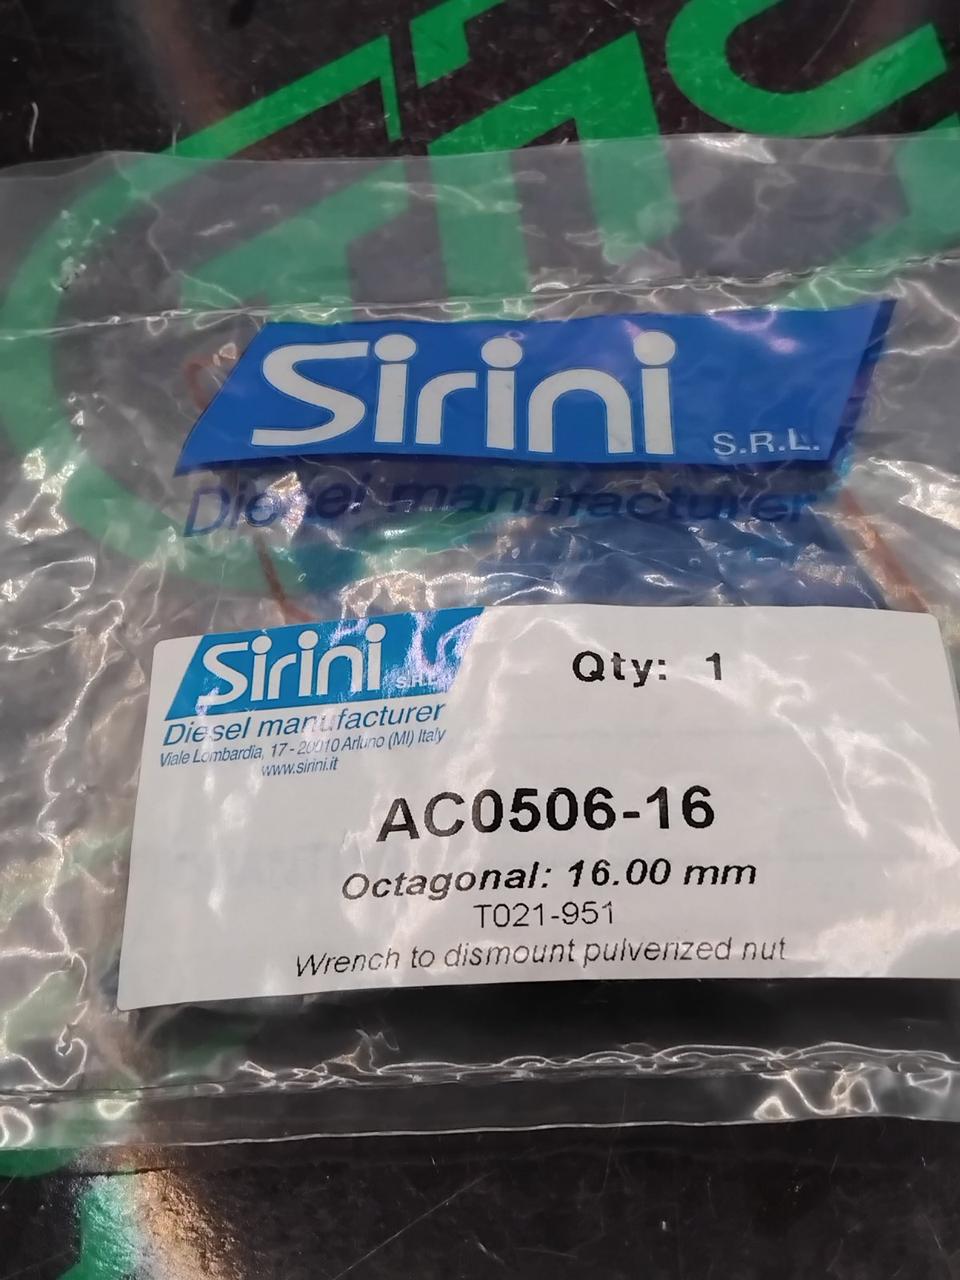 Sirini S.R.L.
Diesel manufacturer
Sirini S.R.L.
Diesel manufacturer
Viale Lombardia, 17 - 20010 Arluno (MI) Italy
www.sirini.it
Qty: 1
AC0506-16
Octagonal: 16.00 mm
T021-951
Wrench to dismount pulverized nut